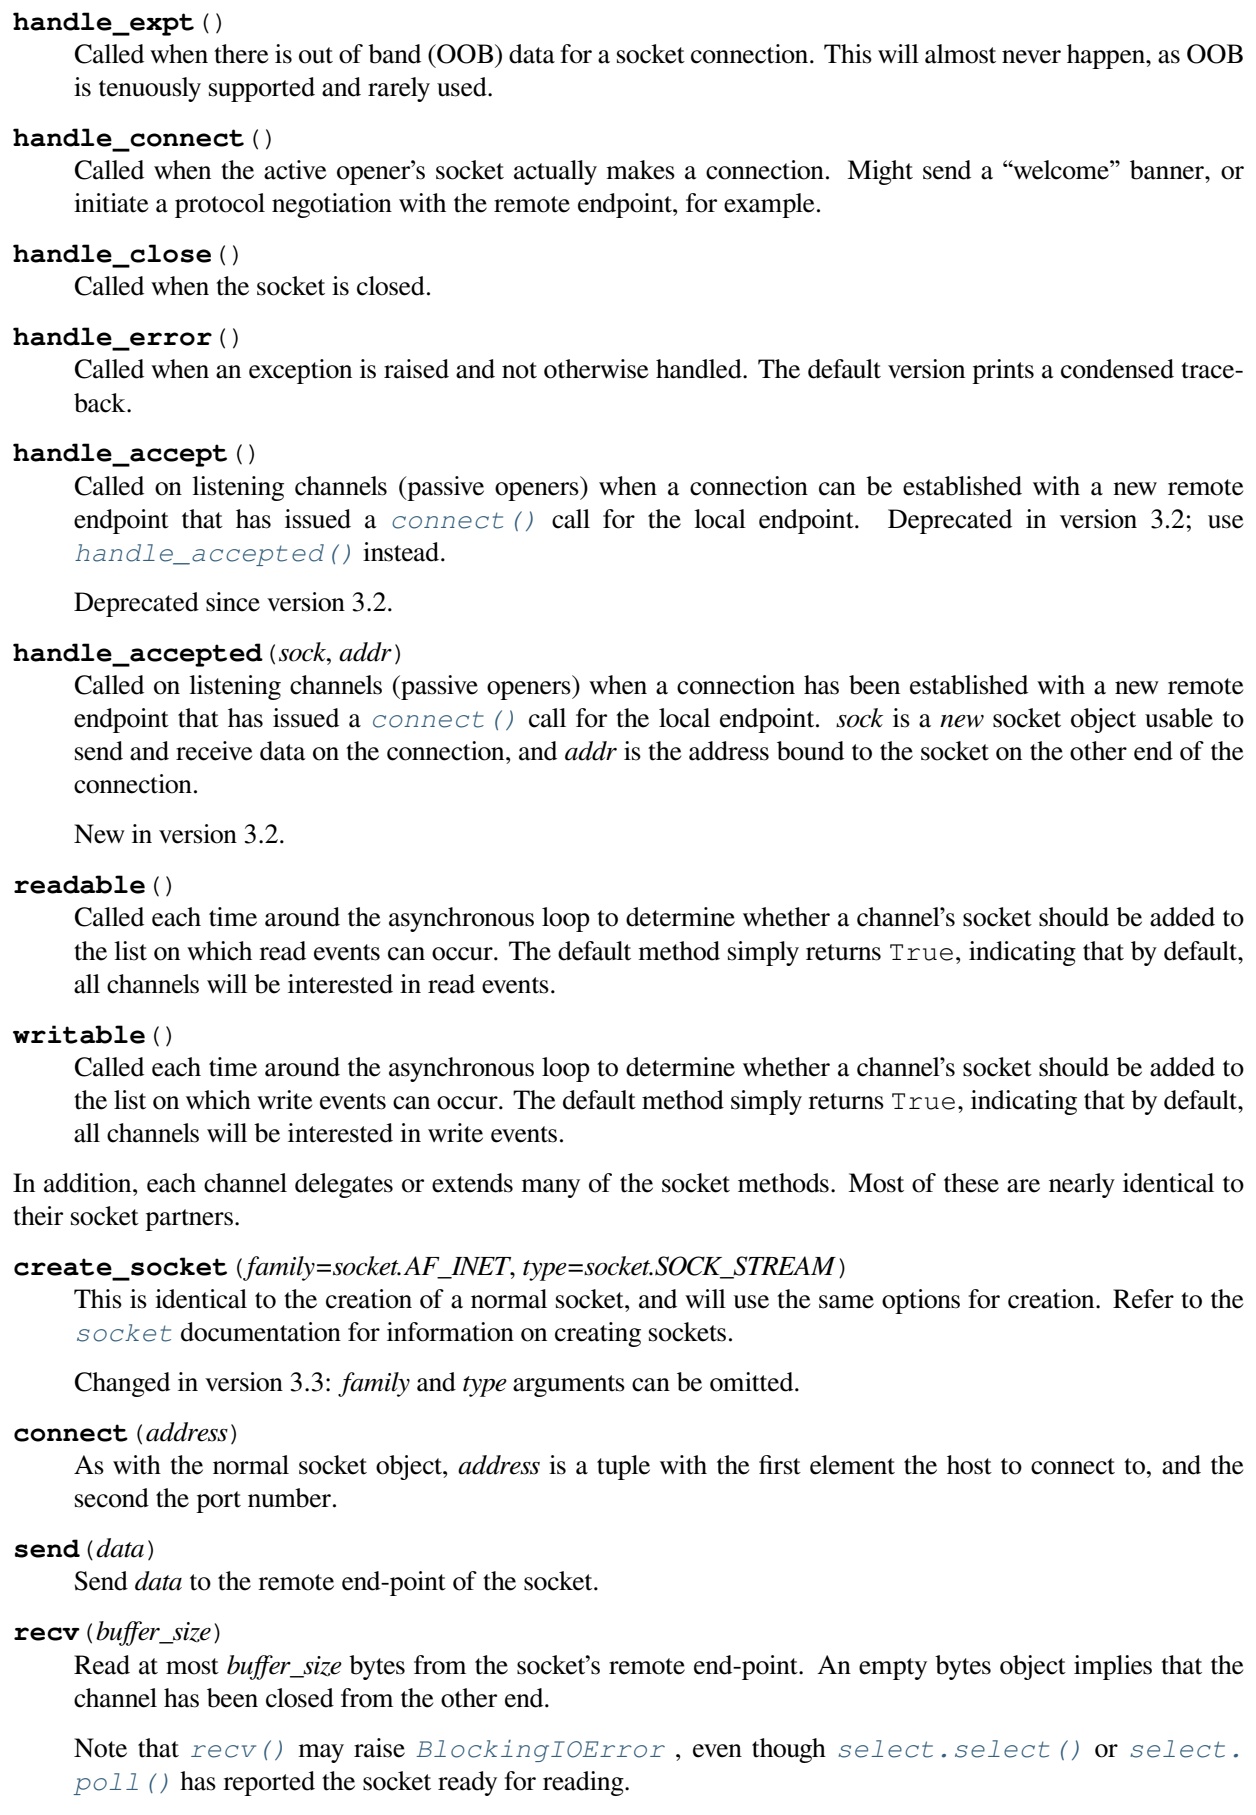 handle_expt()
Called when there is out of band (OOB) data for a socket connection. This will almost never happen, as OOB
is tenuously supported and rarely used.
handle_connect()
Called when the active opener’s socket actually makes a connection. Might send a “welcome” banner, or
initiate a protocol negotiation with the remote endpoint, for example.
handle_close()
Called when the socket is closed.
handle_error()
Called when an exception is raised and not otherwise handled. The default version prints a condensed trace-
back.
handle_accept()
Called on listening channels (passive openers) when a connection can be established with a new remote
endpoint that has issued a connect() call for the local endpoint. Deprecated in version 3.2; use
handle_accepted() instead.
Deprecated since version 3.2.
handle_accepted(sock, addr)
Called on listening channels (passive openers) when a connection has been established with a new remote
endpoint that has issued a connect() call for the local endpoint. sock is a new socket object usable to
send and receive data on the connection, and addr is the address bound to the socket on the other end of the
connection.
New in version 3.2.
readable()
Called each time around the asynchronous loop to determine whether a channel’s socket should be added to
the list on which read events can occur. The default method simply returns True, indicating that by default,
all channels will be interested in read events.
writable()
Called each time around the asynchronous loop to determine whether a channel’s socket should be added to
the list on which write events can occur. The default method simply returns True, indicating that by default,
all channels will be interested in write events.
In addition, each channel delegates or extends many of the socket methods. Most of these are nearly identical to
their socket partners.
create_socket(family=socket.AF_INET, type=socket.SOCK_STREAM)
This is identical to the creation of a normal socket, and will use the same options for creation. Refer to the
socket documentation for information on creating sockets.
Changed in version 3.3: family and type arguments can be omitted.
connect(address)
As with the normal socket object, address is a tuple with the first element the host to connect to, and the
second the port number.
send(data)
Send data to the remote end-point of the socket.
recv(buffer_size)
Read at most buffer_size bytes from the socket’s remote end-point. An empty bytes object implies that the
channel has been closed from the other end.
Note that recv() may raise BlockingIOError , even though select.select() or select.
poll() has reported the socket ready for reading.